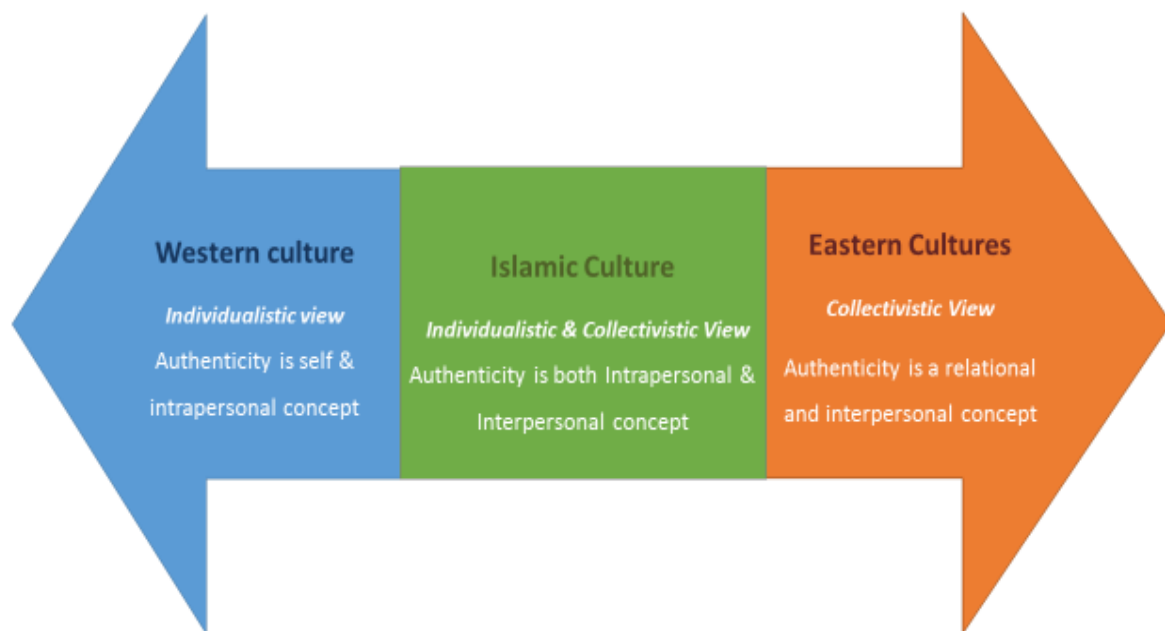 Western culture
Individualistic view
Authenticity is self &
intrapersonal concept
Islamic Culture
Individualistic & Collectivistic View
Authenticity is both Intrapersonal &
Interpersonal concept
Eastern Cultures
Collectivistic View
Authenticity is a relational
and interpersonal concept